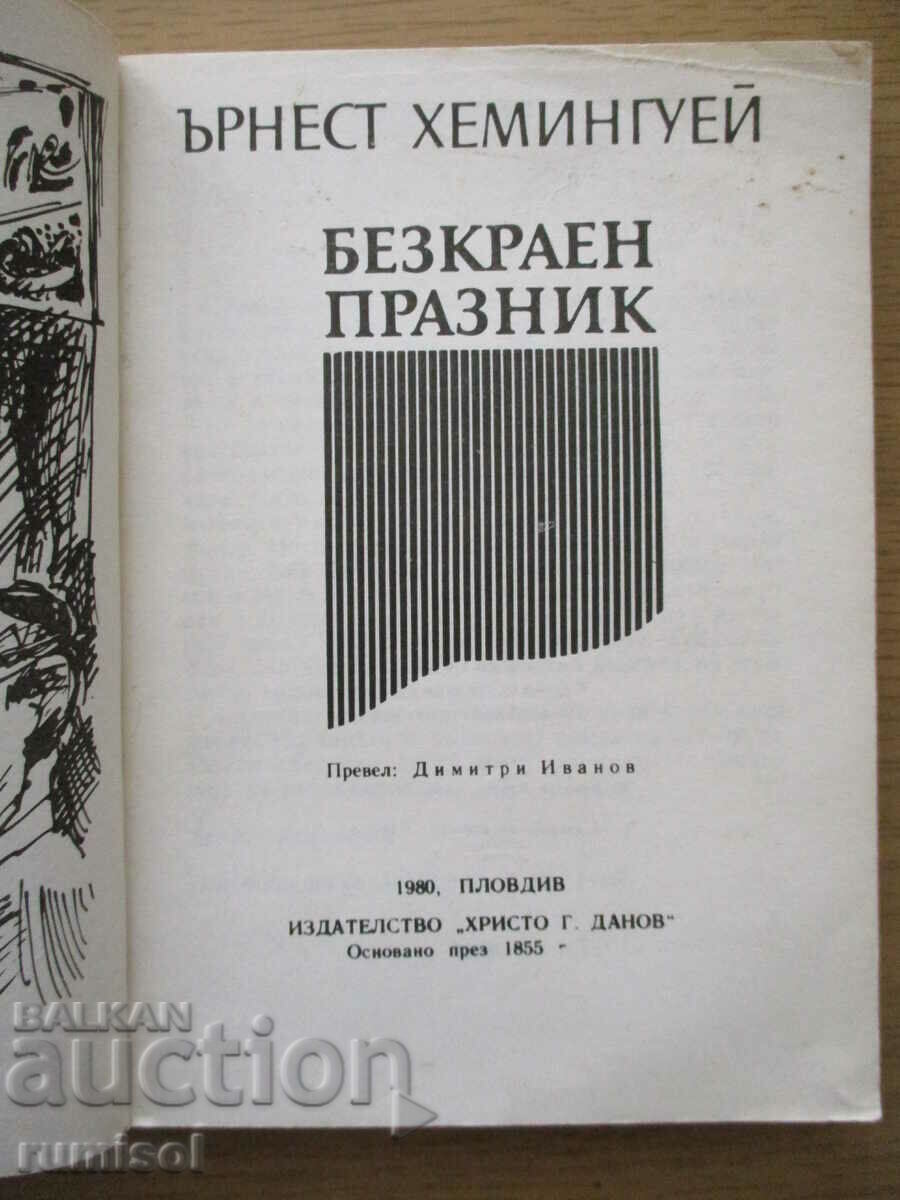 ЪРНЕСТ ХЕМИНГУЕЙ
БЕЗКРАЕН
ПРАЗНИК
Превел: Димитри Иванов
1980, ПЛОВДИВ
ИЗДАТЕЛСТВО „ХРИСТО Г. ДАНОВ“
Основано през 1855
BALKAN
auction
rumisol